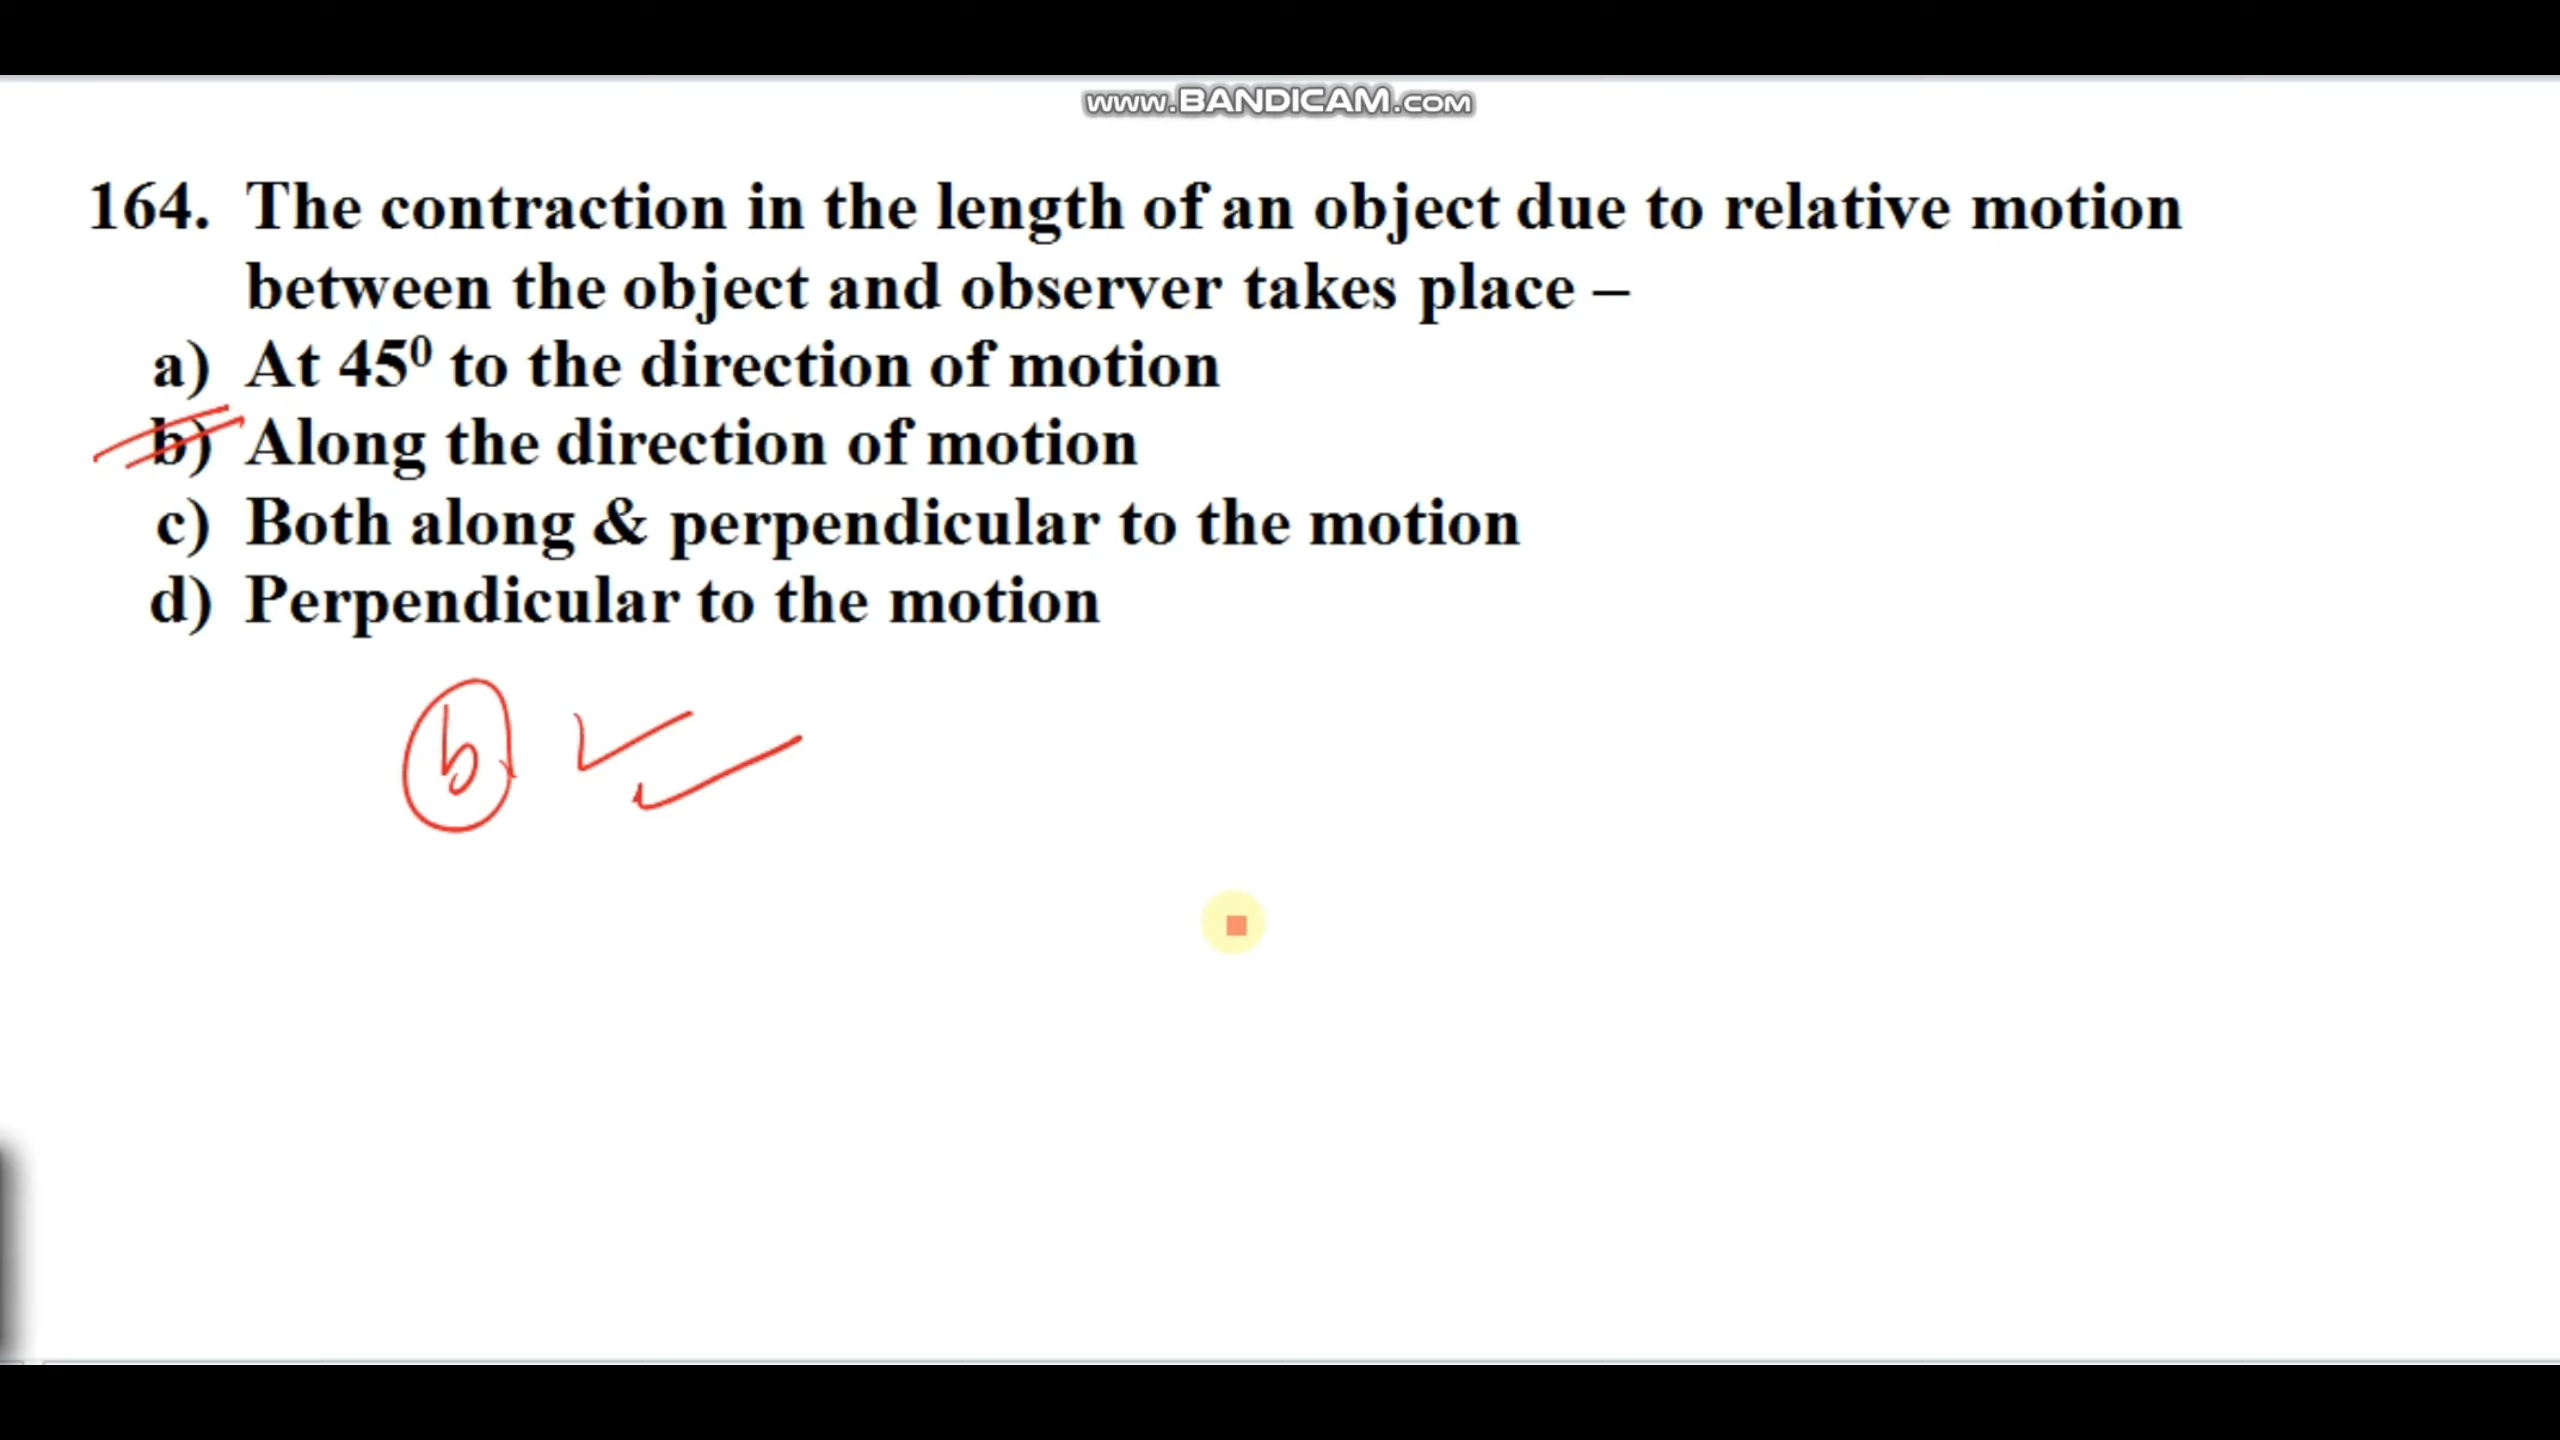 www.BANDICAM.com
164. The contraction in the length of an object due to relative motion
between the object and observer takes place –
a) At 45⁰ to the direction of motion
b) Along the direction of motion
c) Both along & perpendicular to the motion
d) Perpendicular to the motion
b